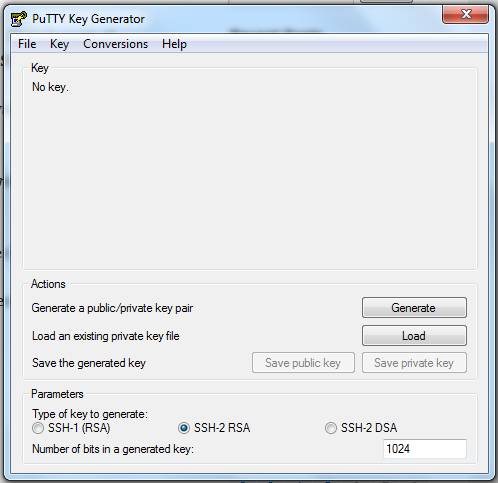 PuTTY Key Generator
File Key Conversions Help
Key
No key.
Actions
Generate a public/private key pair Generate
Load an existing private key file Load
Save the generated key Save public key Save private key
Parameters
Type of key to generate:
SSH-1 (RSA) SSH-2 RSA SSH-2 DSA
Number of bits in a generated key: 1024